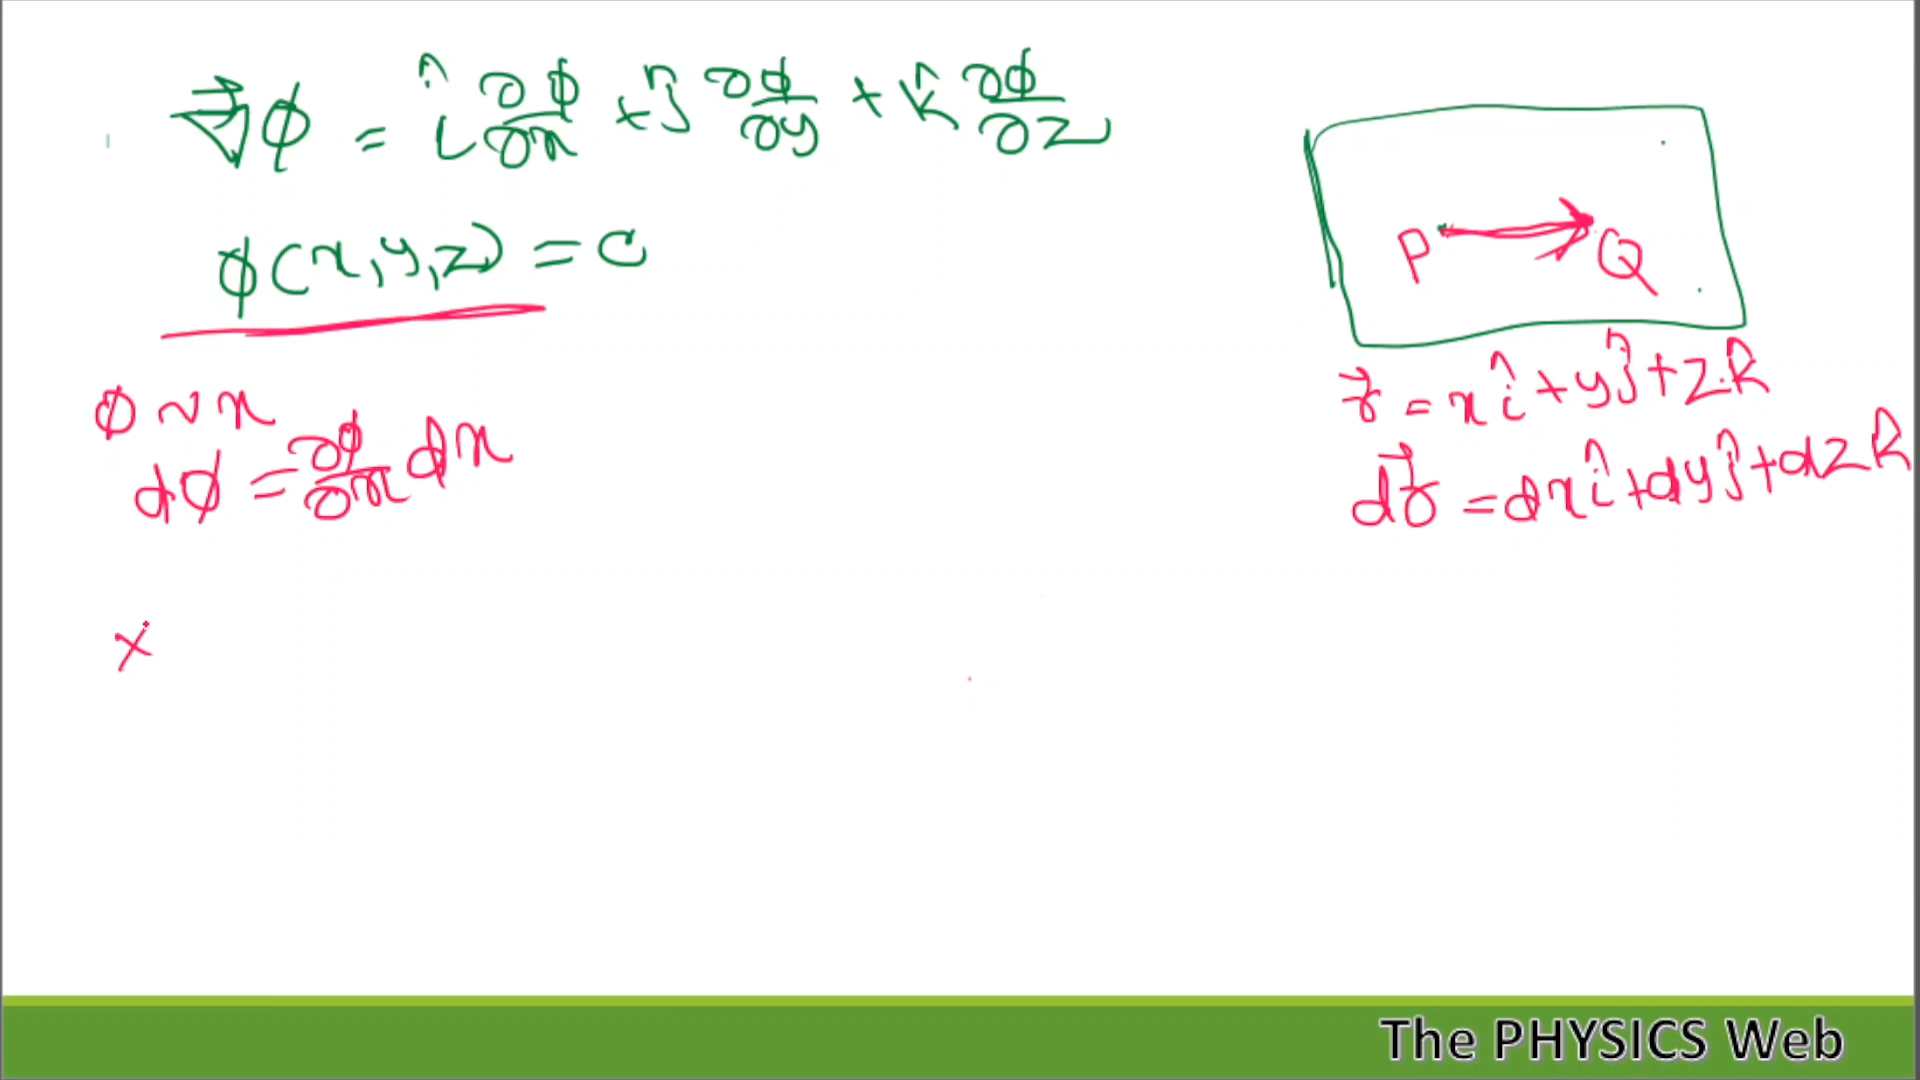 ∇⃗ϕ = î ∂ϕ/∂x + ĵ ∂ϕ/∂y + k̂ ∂ϕ/∂z
ϕ(x,y,z) = c
P Q
r⃗ = xî + yĵ + zk̂
dr⃗ = dxî + dyĵ + dzk̂
ϕ ~ x
dϕ = ∂ϕ/∂x dx
x
The PHYSICS Web